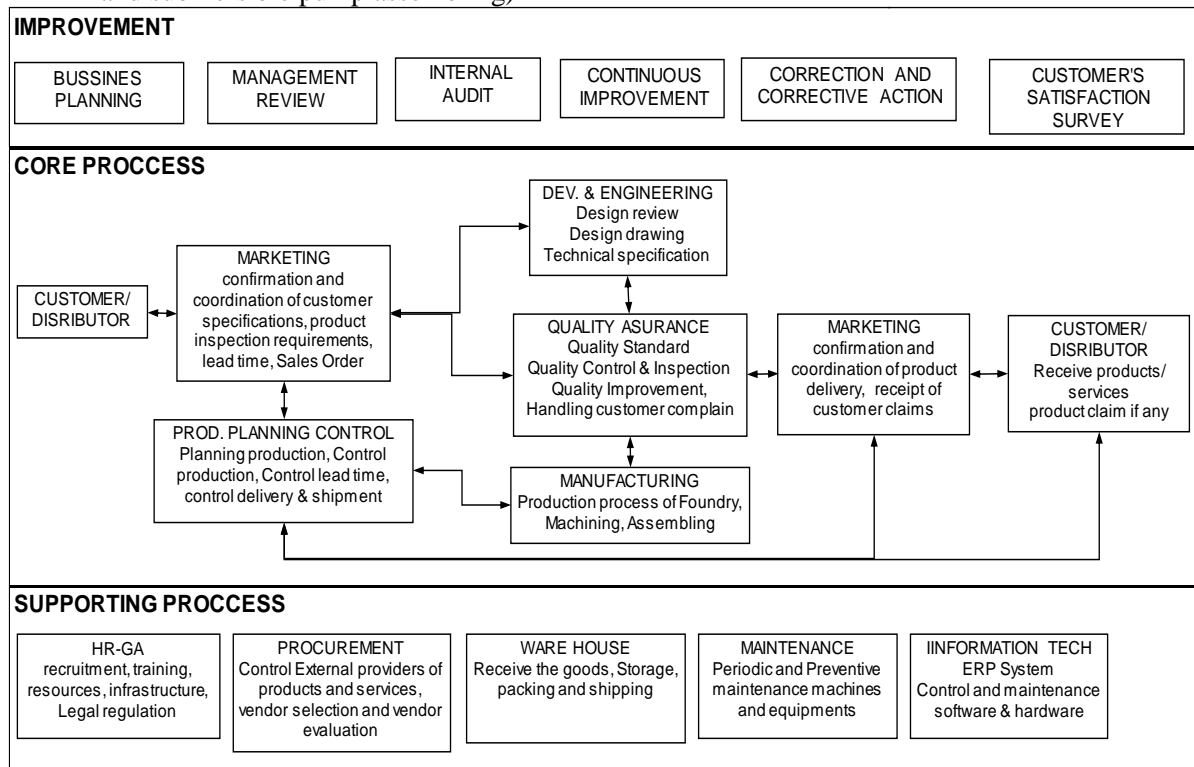 and submersible pump assembling)
IMPROVEMENT
BUSSINES
PLANNING
MANAGEMENT
REVIEW
INTERNAL
AUDIT
CONTINUOUS
IMPROVEMENT
CORRECTION AND
CORRECTIVE ACTION
CUSTOMER'S
SATISFACTION
SURVEY
CORE PROCCESS
CUSTOMER/
DISRIBUTOR
MARKETING
confirmation and
coordination of customer
specifications, product
inspection requirements,
lead time, Sales Order
PROD. PLANNING CONTROL
Planning production, Control
production, Control lead time,
control delivery & shipment
DEV. & ENGINEERING
Design review
Design drawing
Technical specification
QUALITY ASURANCE
Quality Standard
Quality Control & Inspection
Quality Improvement,
Handling customer complain
MANUFACTURING
Production process of Foundry,
Machining, Assembling
MARKETING
confirmation and
coordination of product
delivery, receipt of
customer claims
CUSTOMER/
DISRIBUTOR
Receive products/
services
product claim if any
SUPPORTING PROCCESS
HR-GA
recruitment, training,
resources, infrastructure,
Legal regulation
PROCUREMENT
Control External providers of
products and services,
vendor selection and vendor
evaluation
WARE HOUSE
Receive the goods, Storage,
packing and shipping
MAINTENANCE
Periodic and Preventive
maintenance machines
and equipments
IINFORMATION TECH
ERP System
Control and maintenance
software & hardware